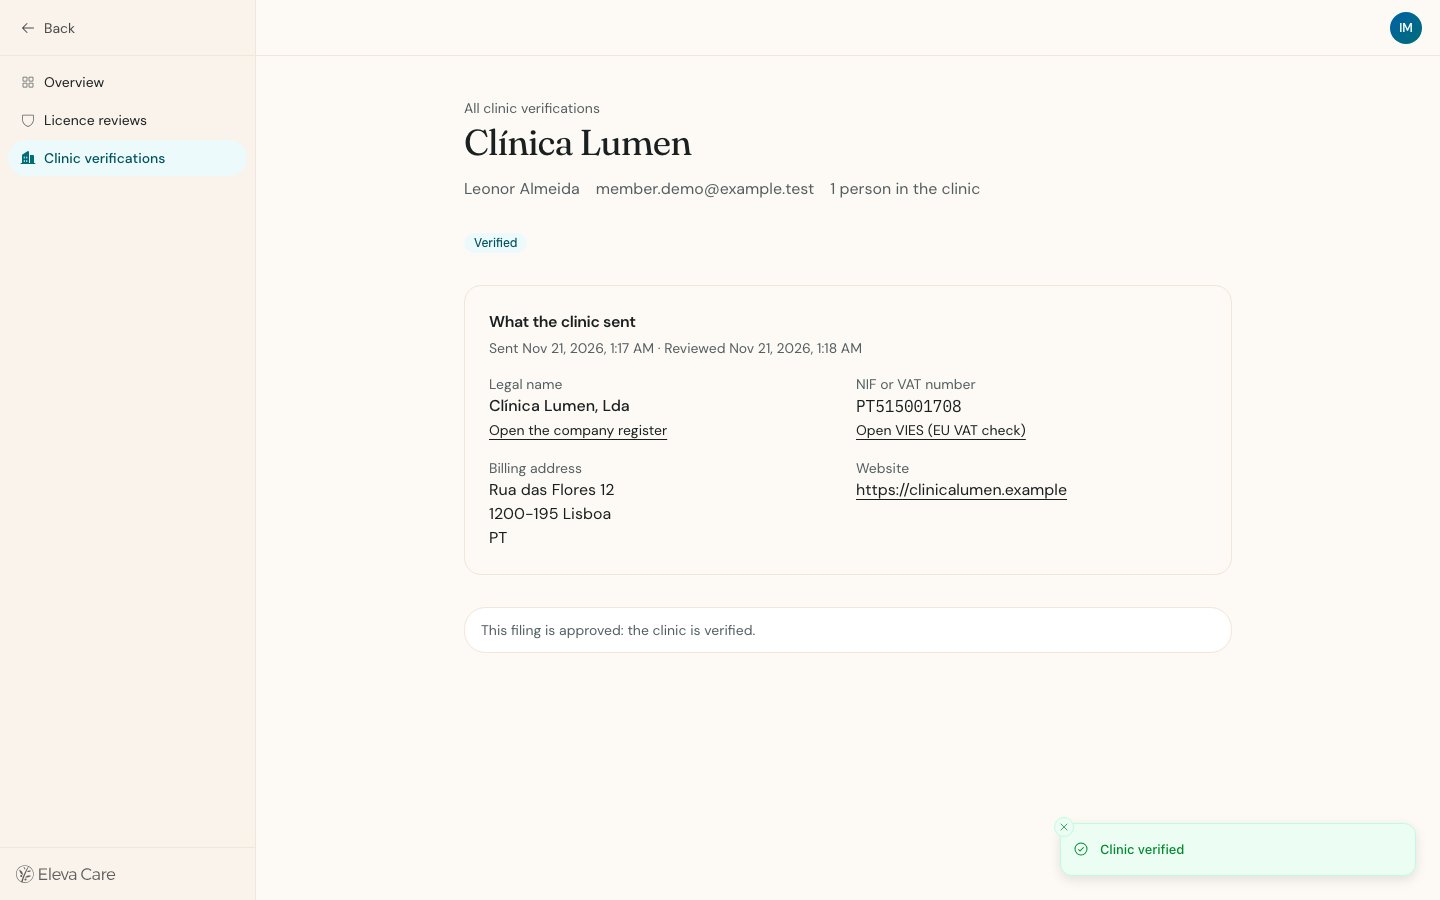 Back
IM
Overview
Licence reviews
Clinic verifications
All clinic verifications
Clínica Lumen
Leonor Almeida member.demo@example.test 1 person in the clinic
Verified
What the clinic sent
Sent Nov 21, 2026, 1:17 AM · Reviewed Nov 21, 2026, 1:18 AM
Legal name
Clínica Lumen, Lda
Open the company register
NIF or VAT number
PT515001708
Open VIES (EU VAT check)
Billing address
Rua das Flores 12
1200-195 Lisboa
PT
Website
https://clinicalumen.example
This filing is approved: the clinic is verified.
Clinic verified
Eleva Care